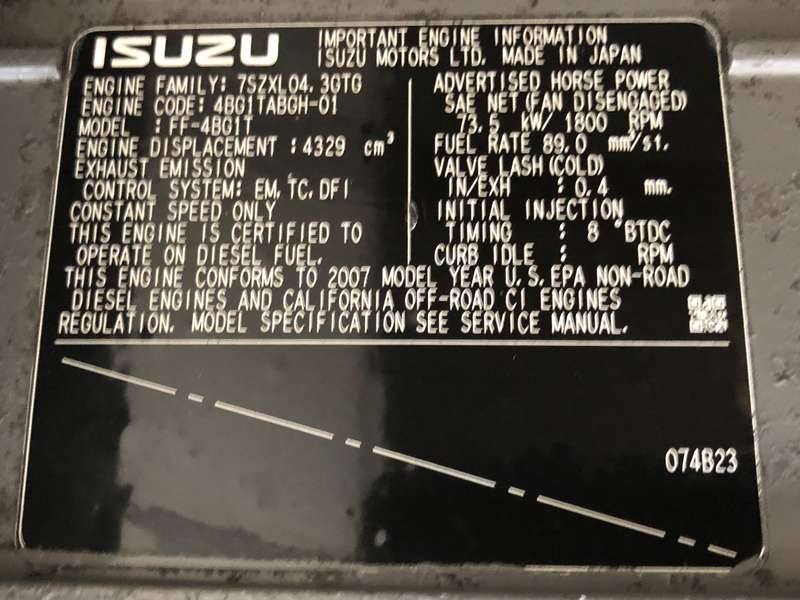 ISUZU
IMPORTANT ENGINE INFORMATION
ISUZU MOTORS LTD. MADE IN JAPAN
ENGINE FAMILY: 7SZXL04.3GTG
ENGINE CODE: 4BG1TABGH-01
MODEL : FF-4BG1T
ENGINE DISPLACEMENT :4329 cm³
EXHAUST EMISSION
CONTROL SYSTEM: EM,TC,DFI
CONSTANT SPEED ONLY
THIS ENGINE IS CERTIFIED TO
OPERATE ON DIESEL FUEL.
ADVERTISED HORSE POWER
SAE NET(FAN DISENGAGED)
73.5 kW/ 1800 RPM
FUEL RATE 89.0 mm³/st.
VALVE LASH(COLD)
IN/EXH : 0.4 mm.
INITIAL INJECTION
TIMING : 8 °BTDC
CURB IDLE : RPM
THIS ENGINE CONFORMS TO 2007 MODEL YEAR U.S.EPA NON-ROAD
DIESEL ENGINES AND CALIFORNIA OFF-ROAD CI ENGINES
REGULATION. MODEL SPECIFICATION SEE SERVICE MANUAL.
074B23